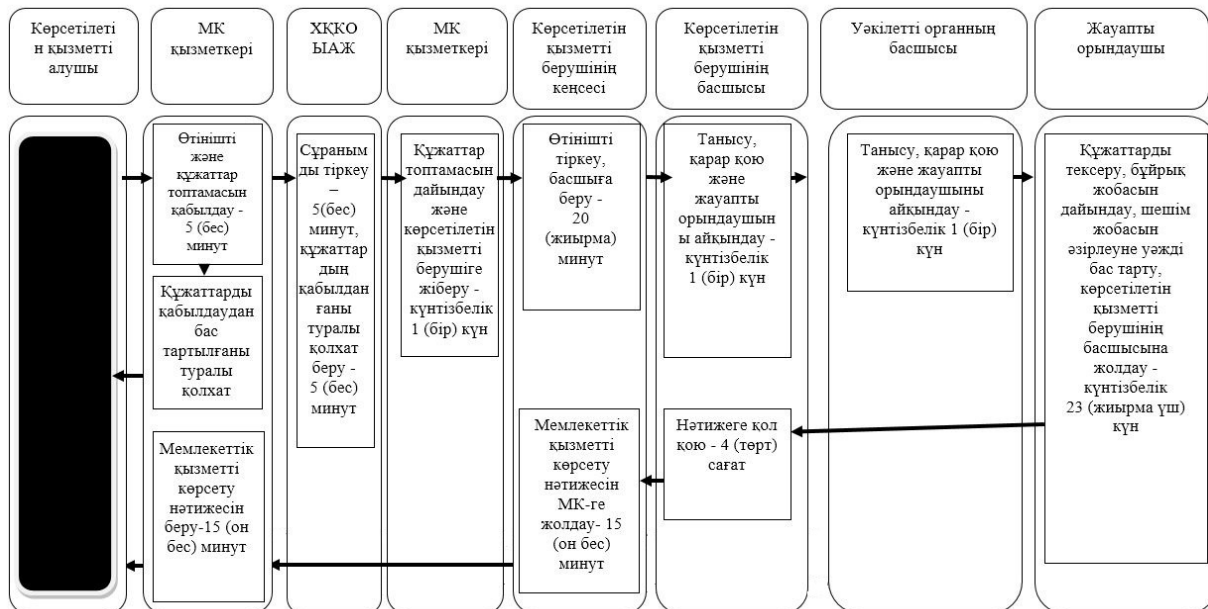 Көрсетілеті
н қызметті
алушы
МК
қызметкері
ХҚКО
ЫАЖ
МК
қызметкері
Көрсетілетін
қызметті
берушінің
кеңсесі
Көрсетілетін
қызметті
берушінің
басшысы
Уәкілетті органның
басшысы
Жауапты
орындаушы
Өтінішті
және
құжаттар
топтамасын
қабылдау -
5 (бес)
минут
Құжаттарды
қабылдаудан
бас
тартылғаны
туралы
қолхат
Мемлекеттік
қызметті
көрсету
нәтижесін
беру-15 (он
бес) минут
Сұраным
ды тіркеу
–
5(бес)
минут,
құжаттар
дың
қабылдан
ғаны
туралы
қолхат
беру -
5 (бес)
минут
Құжаттар
топтамасын
дайындау
және
көрсетілетін
қызметті
берушіге
жіберу -
күнтізбелік
1 (бір) күн
Өтінішті
тіркеу,
басшыға
беру -
20
(жиырма)
минут
Мемлекеттік
қызметті
көрсету
нәтижесін
МК-ге
жолдау- 15
(он бес)
минут
Танысу,
қарар қою
және
жауапты
орындаушын
ы айқындау -
күнтізбелік
1 (бір) күн
Нәтижеге қол
қою - 4 (төрт)
сағат
Танысу, қарар қою
және жауапты
орындаушыны
айқындау -
күнтізбелік 1 (бір)
күн
Құжаттарды
тексеру, бұйрық
жобасын
дайындау, шешім
жобасын
әзірлеуне уәжді
бас тарту,
көрсетілетін
қызметті
берушінің
басшысына
жолдау -
күнтізбелік
23 (жиырма үш)
күн